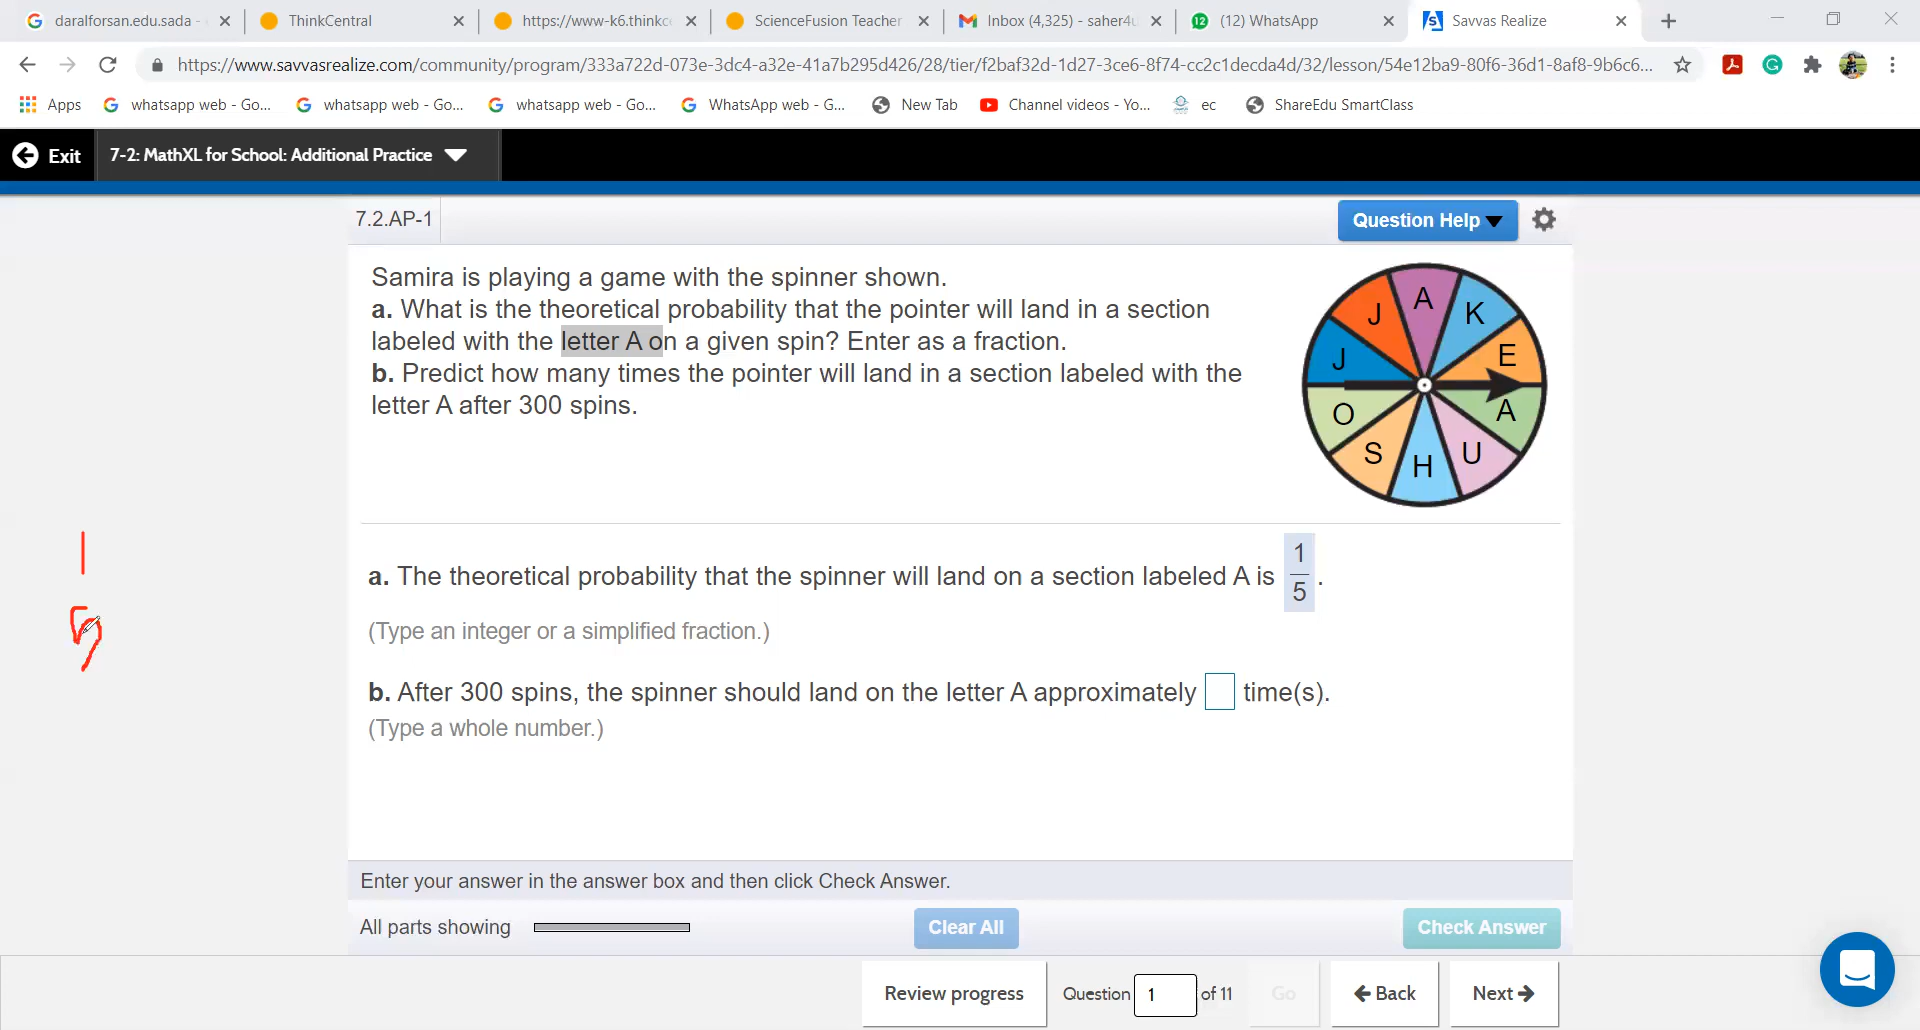 daralforsan.edu.sada -
ThinkCentral
https://www-k6.thinkce
ScienceFusion Teacher
Inbox (4,325) - saher4u
12 (12) WhatsApp
Savvas Realize
https://www.savvasrealize.com/community/program/333a722d-073e-3dc4-a32e-41a7b295d426/28/tier/f2baf32d-1d27-3ce6-8f74-cc2c1decda4d/32/lesson/54e12ba9-80f6-36d1-8af8-9b6c6...
Apps
whatsapp web - Go...
whatsapp web - Go...
whatsapp web - Go...
WhatsApp web - G...
New Tab
Channel videos - Yo...
ec
ShareEdu SmartClass
Exit
7-2: MathXL for School: Additional Practice
7.2.AP-1
Question Help
Samira is playing a game with the spinner shown.
a. What is the theoretical probability that the pointer will land in a section
labeled with the letter A on a given spin? Enter as a fraction.
b. Predict how many times the pointer will land in a section labeled with the
letter A after 300 spins.
A
K
E
A
U
H
S
O
J
J
1
5
a. The theoretical probability that the spinner will land on a section labeled A is 1/5.
(Type an integer or a simplified fraction.)
b. After 300 spins, the spinner should land on the letter A approximately time(s).
(Type a whole number.)
Enter your answer in the answer box and then click Check Answer.
All parts showing
Clear All
Check Answer
Review progress
Question 1 of 11
Go
Back
Next